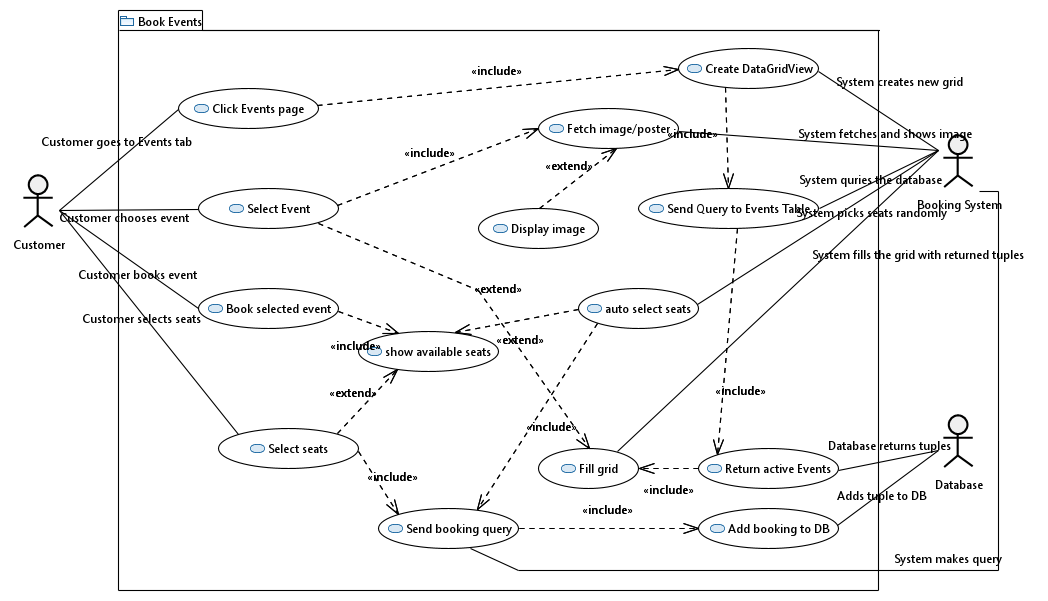 Book Events
Create DataGridView
«include»
System creates new grid
Click Events page
Fetch image/poster
«include»
System fetches and shows image
Customer goes to Events tab
«include»
«extend»
System quries the database
Booking System
Select Event
Send Query to Events Table
System picks seats randomly
Customer chooses event
Display image
Customer
System fills the grid with returned tuples
Customer books event
«extend»
Book selected event
auto select seats
Customer selects seats
«include»
show available seats
«extend»
«extend»
«include»
«include»
Select seats
Database returns tuples
Fill grid
Return active Events
«include»
«include»
Database
Adds tuple to DB
«include»
Send booking query
Add booking to DB
System makes query